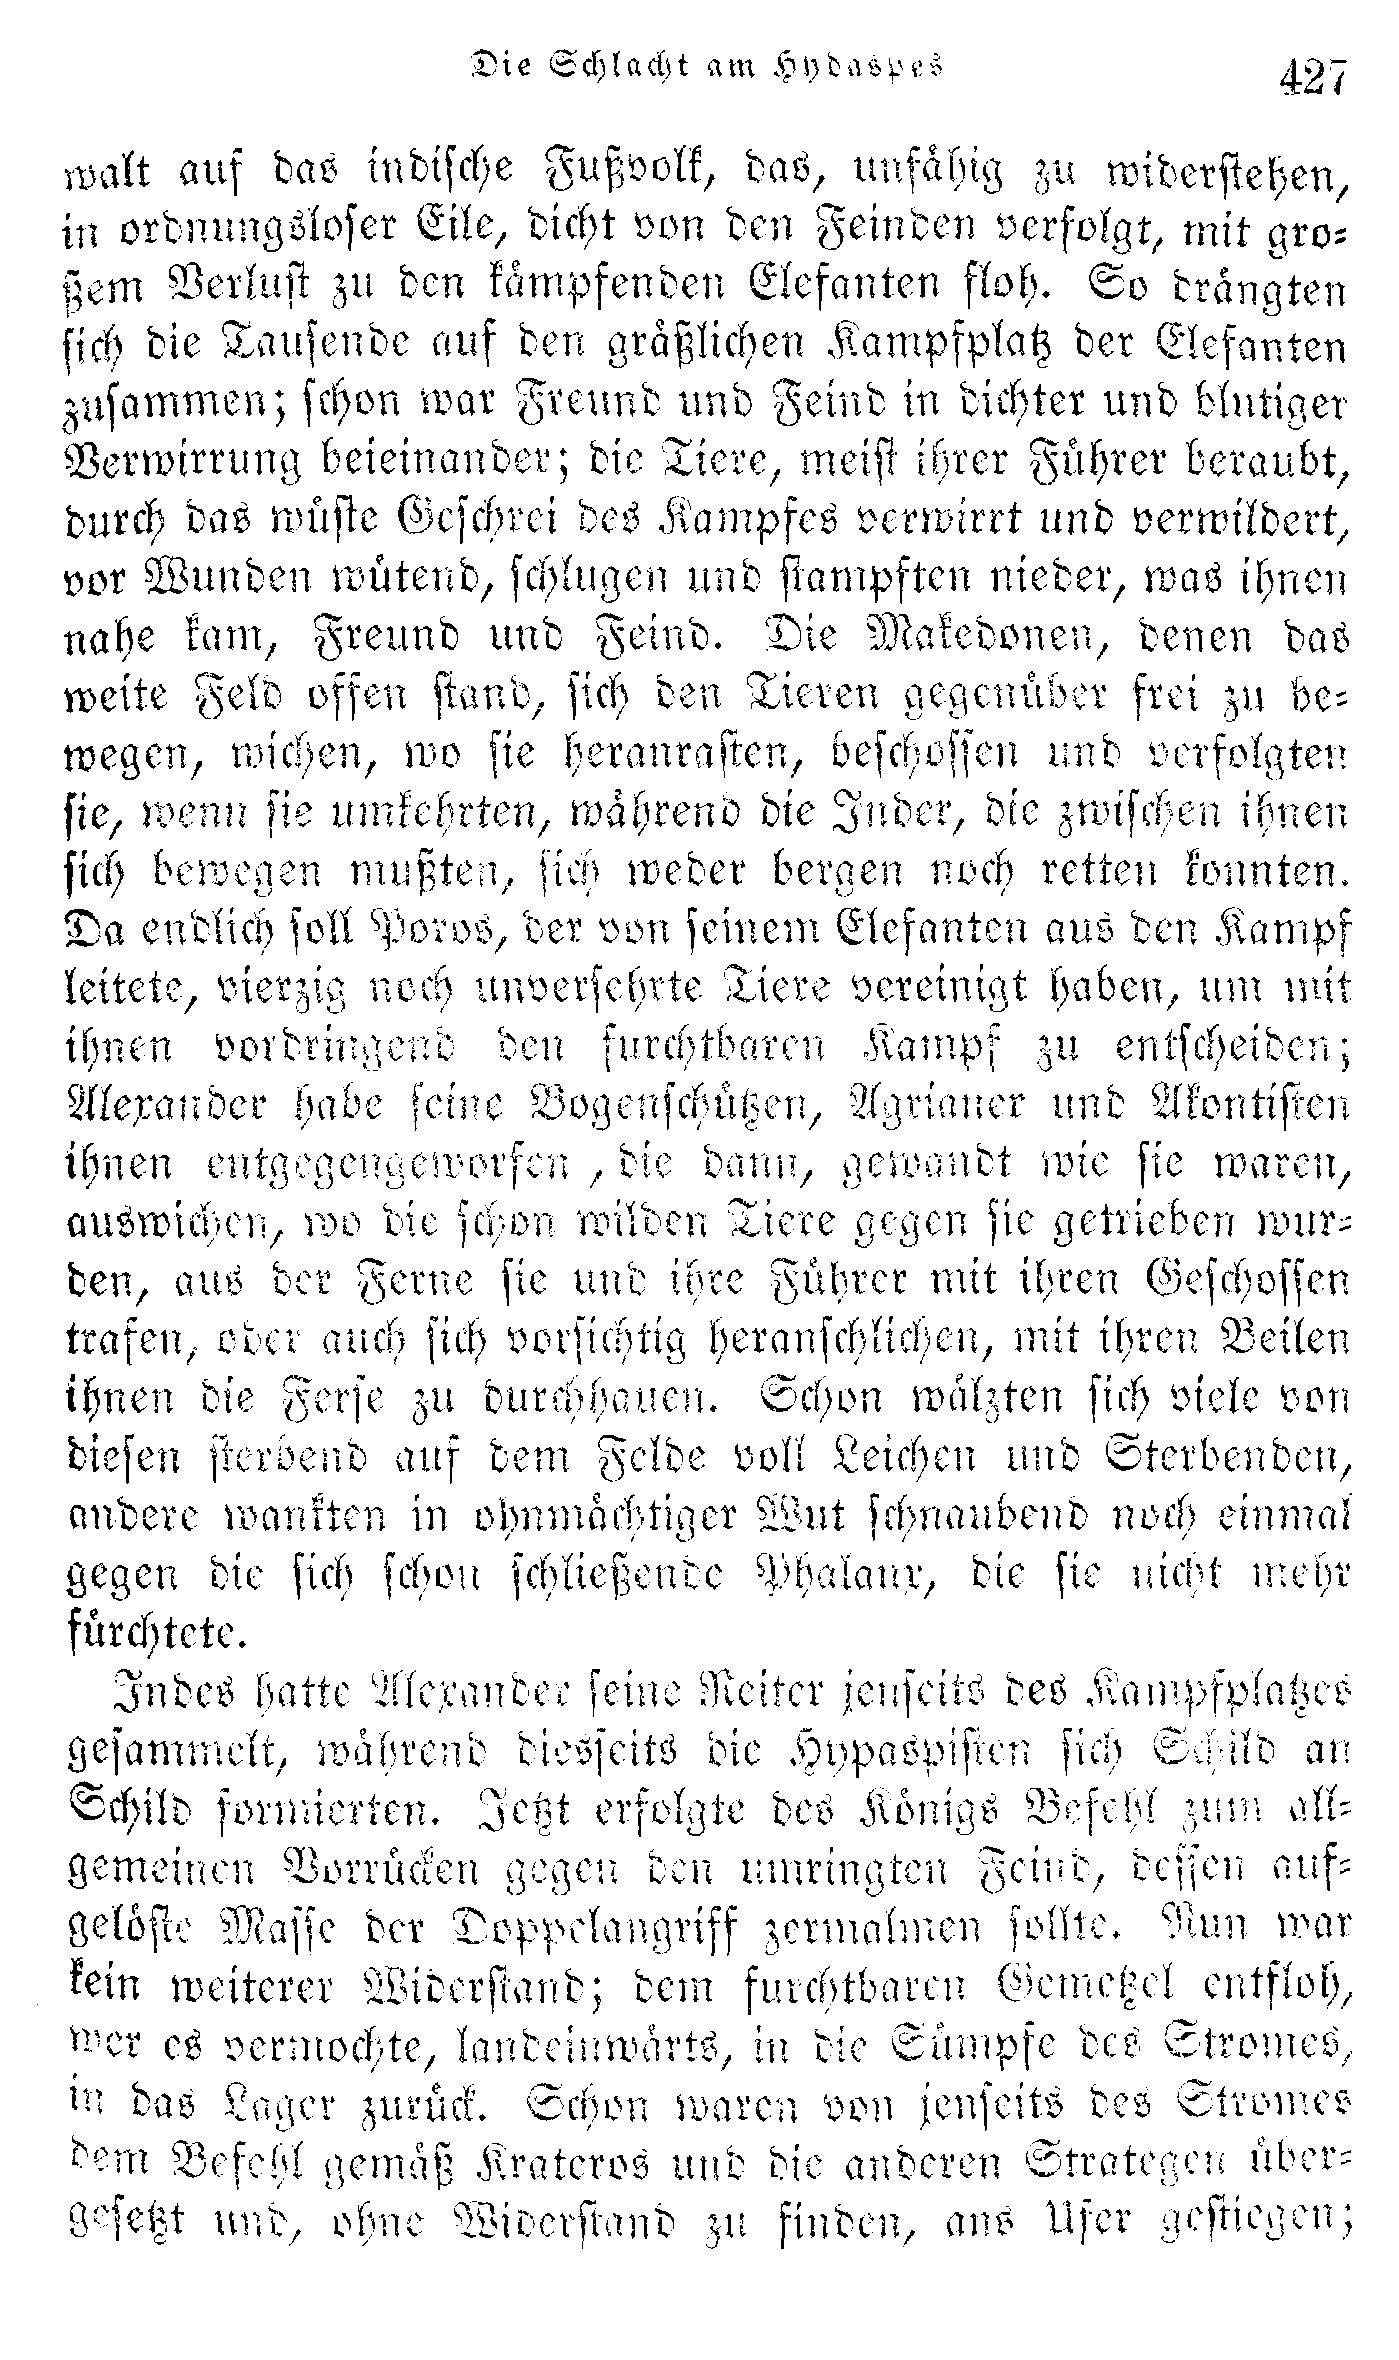 Die Schlacht am Hydaspes 427
walt auf das indische Fußvolk, das, unfähig zu widerstehen,
in ordnungsloser Eile, dicht von den Feinden verfolgt, mit gro=
ßem Verlust zu den kämpfenden Elefanten floh. So drängten
sich die Tausende auf den gräßlichen Kampfplatz der Elefanten
zusammen; schon war Freund und Feind in dichter und blutiger
Verwirrung beieinander; die Tiere, meist ihrer Führer beraubt,
durch das wüste Geschrei des Kampfes verwirrt und verwildert,
vor Wunden wütend, schlugen und stampften nieder, was ihnen
nahe kam, Freund und Feind. Die Makedonen, denen das
weite Feld offen stand, sich den Tieren gegenüber frei zu be=
wegen, wichen, wo sie heranrasten, beschossen und verfolgten
sie, wenn sie umkehrten, während die Inder, die zwischen ihnen
sich bewegen mußten, sich weder bergen noch retten konnten.
Da endlich soll Poros, der von seinem Elefanten aus den Kampf
leitete, vierzig noch unversehrte Tiere vereinigt haben, um mit
ihnen vordringend den furchtbaren Kampf zu entscheiden;
Alexander habe seine Bogenschützen, Agrianer und Akontisten
ihnen entgegengeworfen , die dann, gewandt wie sie waren,
auswichen, wo die schon wilden Tiere gegen sie getrieben wur=
den, aus der Ferne sie und ihre Führer mit ihren Geschossen
trafen, oder auch sich vorsichtig heranschlichen, mit ihren Beilen
ihnen die Ferse zu durchhauen. Schon wälzten sich viele von
diesen sterbend auf dem Felde voll Leichen und Sterbenden,
andere wankten in ohnmächtiger Wut schnaubend noch einmal
gegen die sich schon schließende Phalanx, die sie nicht mehr
fürchtete.
Indes hatte Alexander seine Reiter jenseits des Kampfplatzes
gesammelt, während diesseits die Hypaspisten sich Schild an
Schild formierten. Jetzt erfolgte des Königs Befehl zum all=
gemeinen Vorrücken gegen den umringten Feind, dessen auf=
gelöste Masse der Doppelangriff zermalmen sollte. Nun war
kein weiterer Widerstand; dem furchtbaren Gemetzel entfloh,
wer es vermochte, landeinwärts, in die Sümpfe des Stromes,
in das Lager zurück. Schon waren von jenseits des Stromes
dem Befehl gemäß Krateros und die anderen Strategen über=
gesetzt und, ohne Widerstand zu finden, ans Ufer gestiegen;